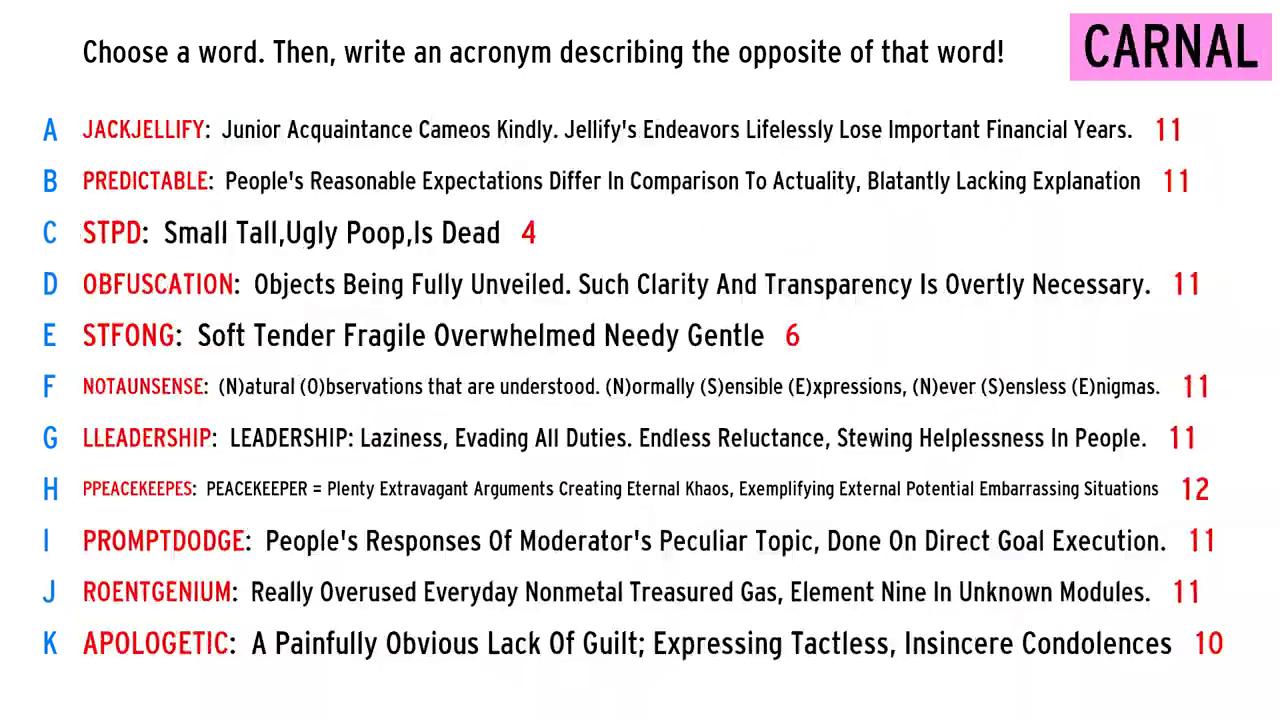 Choose a word. Then, write an acronym describing the opposite of that word!
CARNAL
A JACKJELLIFY: Junior Acquaintance Cameos Kindly. Jellify's Endeavors Lifelessly Lose Important Financial Years. 11
B PREDICTABLE: People's Reasonable Expectations Differ In Comparison To Actuality, Blatantly Lacking Explanation 11
C STPD: Small Tall,Ugly Poop,Is Dead 4
D OBFUSCATION: Objects Being Fully Unveiled. Such Clarity And Transparency Is Overtly Necessary. 11
E STFONG: Soft Tender Fragile Overwhelmed Needy Gentle 6
F NOTAUNSENSE: (N)atural (O)bservations that are understood. (N)ormally (S)ensible (E)xpressions, (N)ever (S)ensless (E)nigmas. 11
G LLEADERSHIP: LEADERSHIP: Laziness, Evading All Duties. Endless Reluctance, Stewing Helplessness In People. 11
H PPEACEKEEPES: PEACEKEEPER = Plenty Extravagant Arguments Creating Eternal Khaos, Exemplifying External Potential Embarrassing Situations 12
I PROMPTDODGE: People's Responses Of Moderator's Peculiar Topic, Done On Direct Goal Execution. 11
J ROENTGENIUM: Really Overused Everyday Nonmetal Treasured Gas, Element Nine In Unknown Modules. 11
K APOLOGETIC: A Painfully Obvious Lack Of Guilt; Expressing Tactless, Insincere Condolences 10